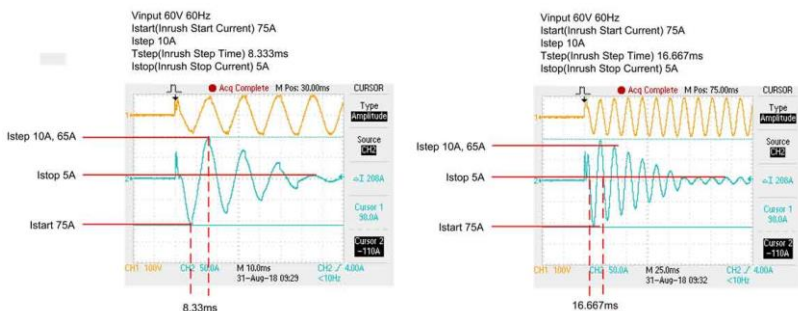 Vinput 60V 60Hz
Istart(Inrush Start Current) 75A
Istep 10A
Tstep(Inrush Step Time) 8.333ms
Istop(Inrush Stop Current) 5A
Acq Complete M Pos: 30.00ms CURSOR
Type
Amplitude
Source
CH2
ΔI 208A
Cursor 1
98.0A
Cursor 2
-110A
1
2
Istep 10A, 65A
Istop 5A
Istart 75A
CH1 100V CH2 50.0A M 10.0ms CH2 / 4.00A
31-Aug-18 09:29 <10Hz
8.33ms
Vinput 60V 60Hz
Istart(Inrush Start Current) 75A
Istep 10A
Tstep(Inrush Step Time) 16.667ms
Istop(Inrush Stop Current) 5A
Acq Complete M Pos: 75.00ms CURSOR
Type
Amplitude
Source
CH2
ΔI 208A
Cursor 1
98.0A
Cursor 2
-110A
1
2
Istep 10A, 65A
Istop 5A
Istart 75A
CH1 100V CH2 50.0A M 25.0ms CH2 / 4.00A
31-Aug-18 09:32 <10Hz
16.667ms